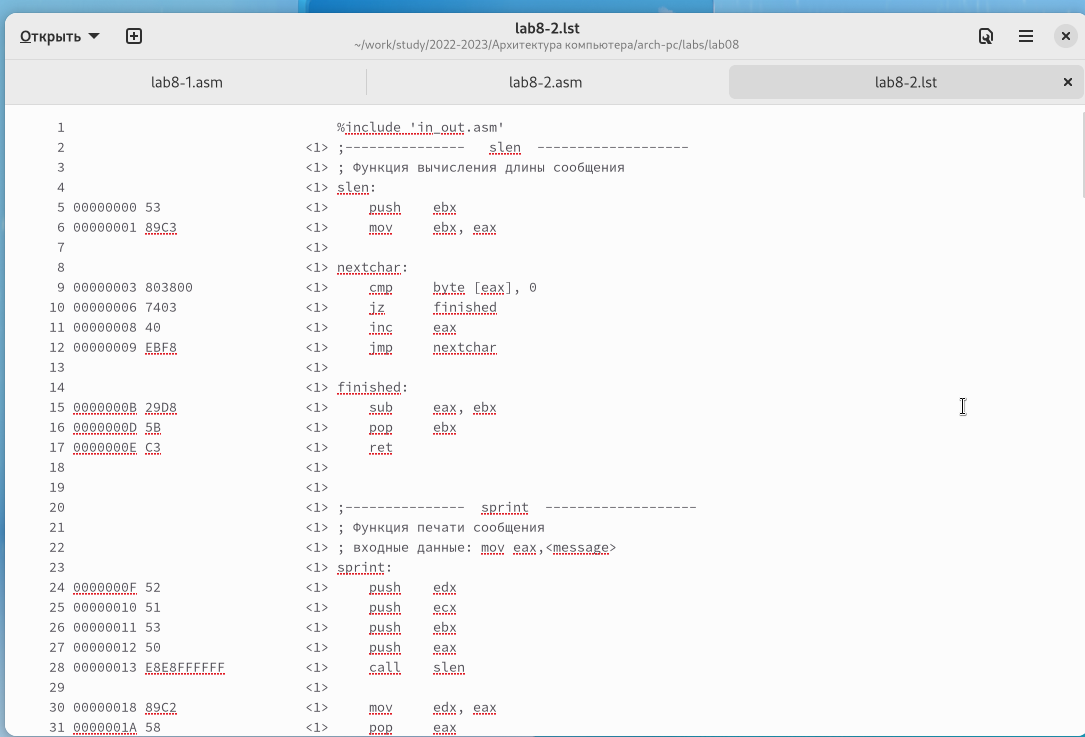 Открыть
lab8-2.lst
~/work/study/2022-2023/Архитектура компьютера/arch-pc/labs/lab08
lab8-1.asm lab8-2.asm lab8-2.lst
1 %include 'in_out.asm'
2 <1> ;--------------- slen -------------------
3 <1> ; Функция вычисления длины сообщения
4 <1> slen:
5 00000000 53 <1> push ebx
6 00000001 89C3 <1> mov ebx, eax
7 <1>
8 <1> nextchar:
9 00000003 803800 <1> cmp byte [eax], 0
10 00000006 7403 <1> jz finished
11 00000008 40 <1> inc eax
12 00000009 EBF8 <1> jmp nextchar
13 <1>
14 <1> finished:
15 0000000B 29D8 <1> sub eax, ebx
16 0000000D 5B <1> pop ebx
17 0000000E C3 <1> ret
18 <1>
19 <1>
20 <1> ;--------------- sprint -------------------
21 <1> ; Функция печати сообщения
22 <1> ; входные данные: mov eax,<message>
23 <1> sprint:
24 0000000F 52 <1> push edx
25 00000010 51 <1> push ecx
26 00000011 53 <1> push ebx
27 00000012 50 <1> push eax
28 00000013 E8E8FFFFFF <1> call slen
29 <1>
30 00000018 89C2 <1> mov edx, eax
31 0000001A 58 <1> pop eax